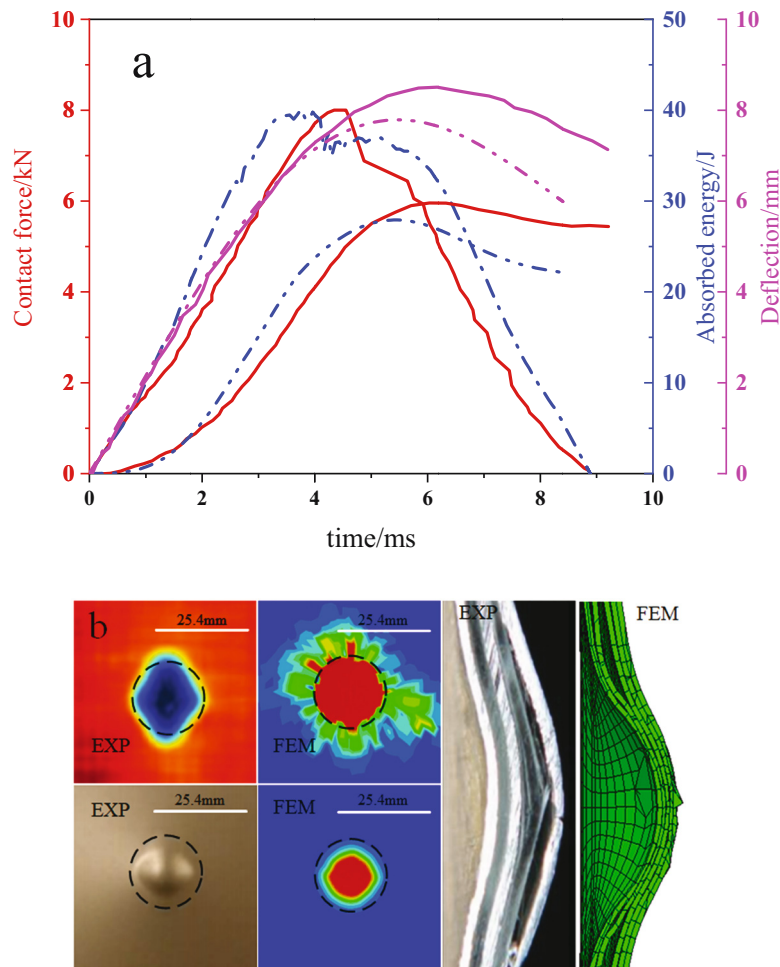 a
10
8
6
4
2
0
Contact force/kN
0
2
4
6
8
10
time/ms
50
40
30
20
10
0
Absorbed energy/J
10
8
6
4
2
0
Deflection/mm
b
25.4mm
EXP
25.4mm
FEM
EXP
FEM
EXP
25.4mm
25.4mm
FEM